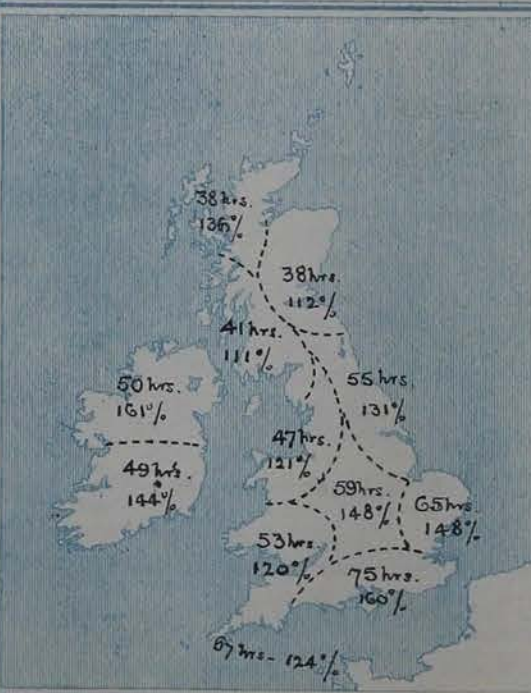 38 hrs.
136%
38 hrs.
112%
41 hrs.
111%
50 hrs.
161%
55 hrs.
131%
47 hrs.
121%
49 hrs.
144%
59 hrs.
148%
65 hrs.
148%
53 hrs.
120%
75 hrs.
160%
67 hrs - 124%